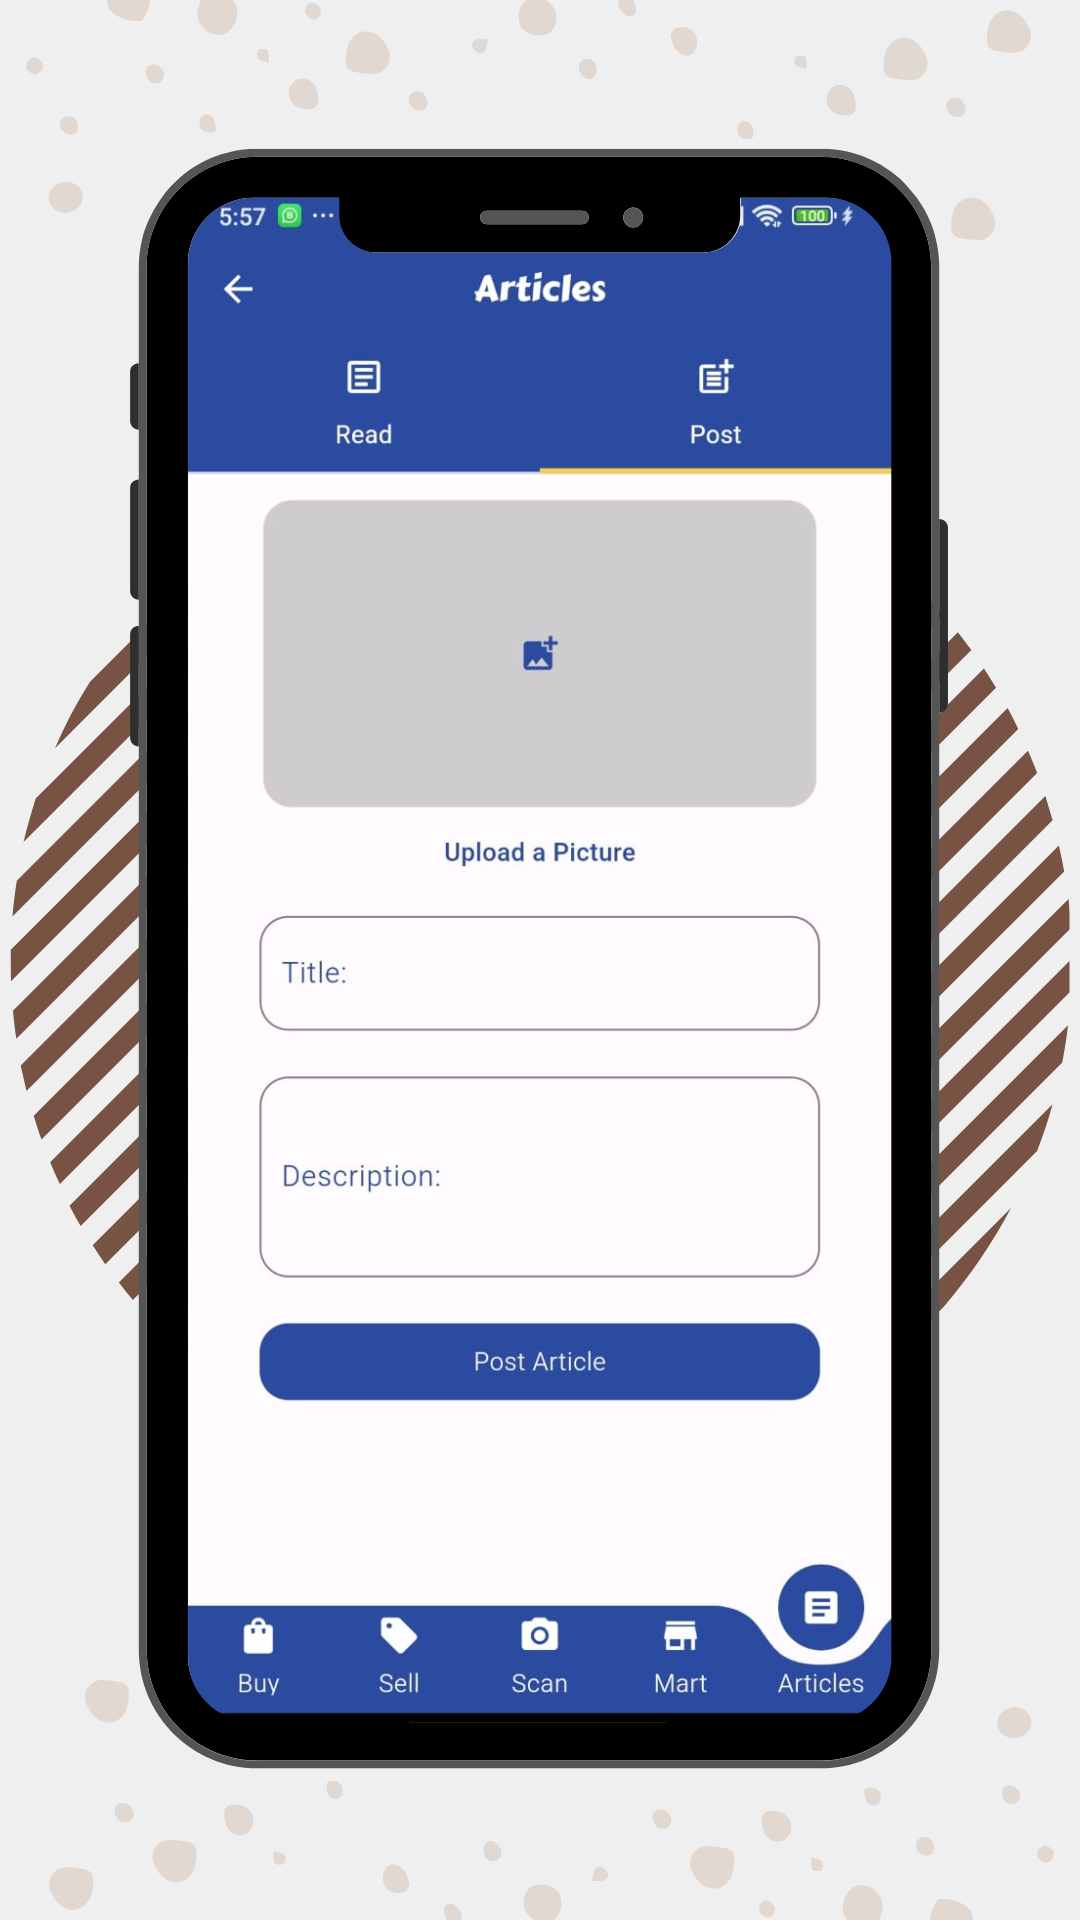 5:57 ... 100
Articles
Read Post
Upload a Picture
Title:
Description:
Post Article
Buy Sell Scan Mart Articles